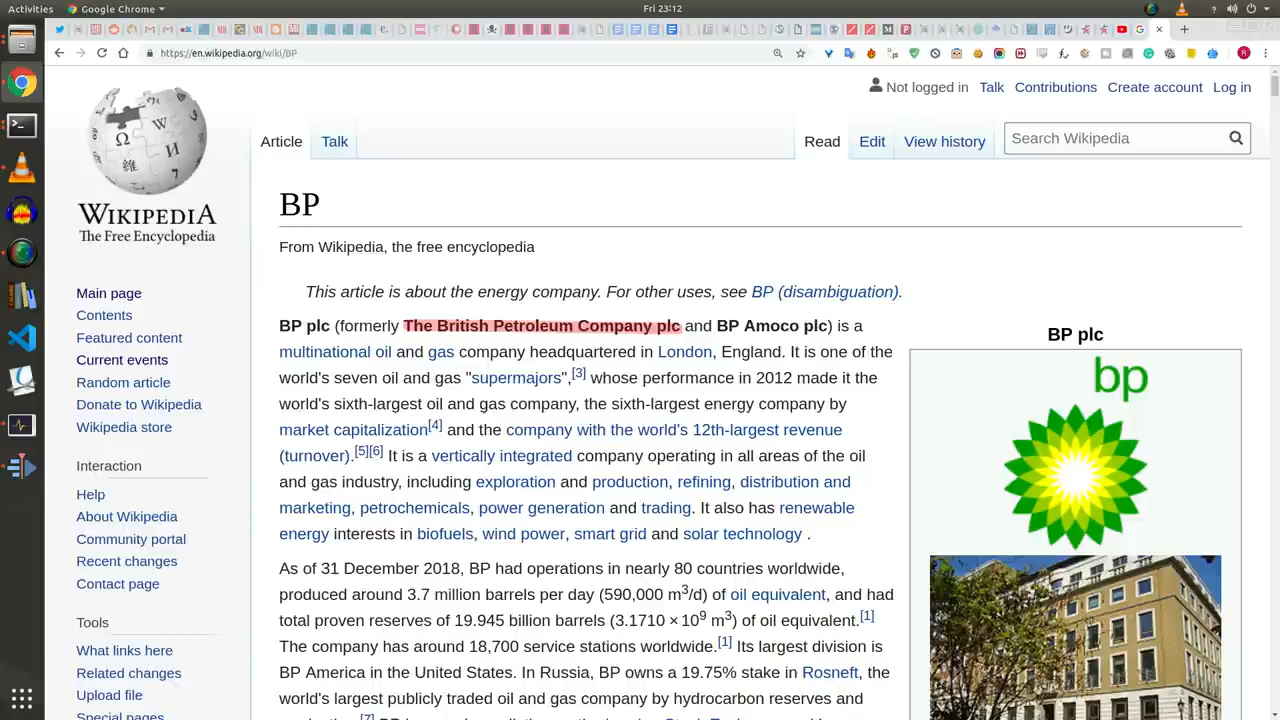 Activities
Google Chrome
Fri 23:12
https://en.wikipedia.org/wiki/BP
Not logged in Talk Contributions Create account Log in
Article Talk Read Edit View history Search Wikipedia
WIKIPEDIA
The Free Encyclopedia
Main page
Contents
Featured content
Current events
Random article
Donate to Wikipedia
Wikipedia store
Interaction
Help
About Wikipedia
Community portal
Recent changes
Contact page
Tools
What links here
Related changes
Upload file
Special pages
BP
From Wikipedia, the free encyclopedia
This article is about the energy company. For other uses, see BP (disambiguation).
BP plc (formerly The British Petroleum Company plc and BP Amoco plc) is a
multinational oil and gas company headquartered in London, England. It is one of the
world's seven oil and gas "supermajors",[3] whose performance in 2012 made it the
world's sixth-largest oil and gas company, the sixth-largest energy company by
market capitalization[4] and the company with the world's 12th-largest revenue
(turnover).[5][6] It is a vertically integrated company operating in all areas of the oil
and gas industry, including exploration and production, refining, distribution and
marketing, petrochemicals, power generation and trading. It also has renewable
energy interests in biofuels, wind power, smart grid and solar technology .
As of 31 December 2018, BP had operations in nearly 80 countries worldwide,
produced around 3.7 million barrels per day (590,000 m3/d) of oil equivalent, and had
total proven reserves of 19.945 billion barrels (3.1710 × 109 m3) of oil equivalent.[1]
The company has around 18,700 service stations worldwide.[1] Its largest division is
BP America in the United States. In Russia, BP owns a 19.75% stake in Rosneft, the
world's largest publicly traded oil and gas company by hydrocarbon reserves and
BP plc
bp